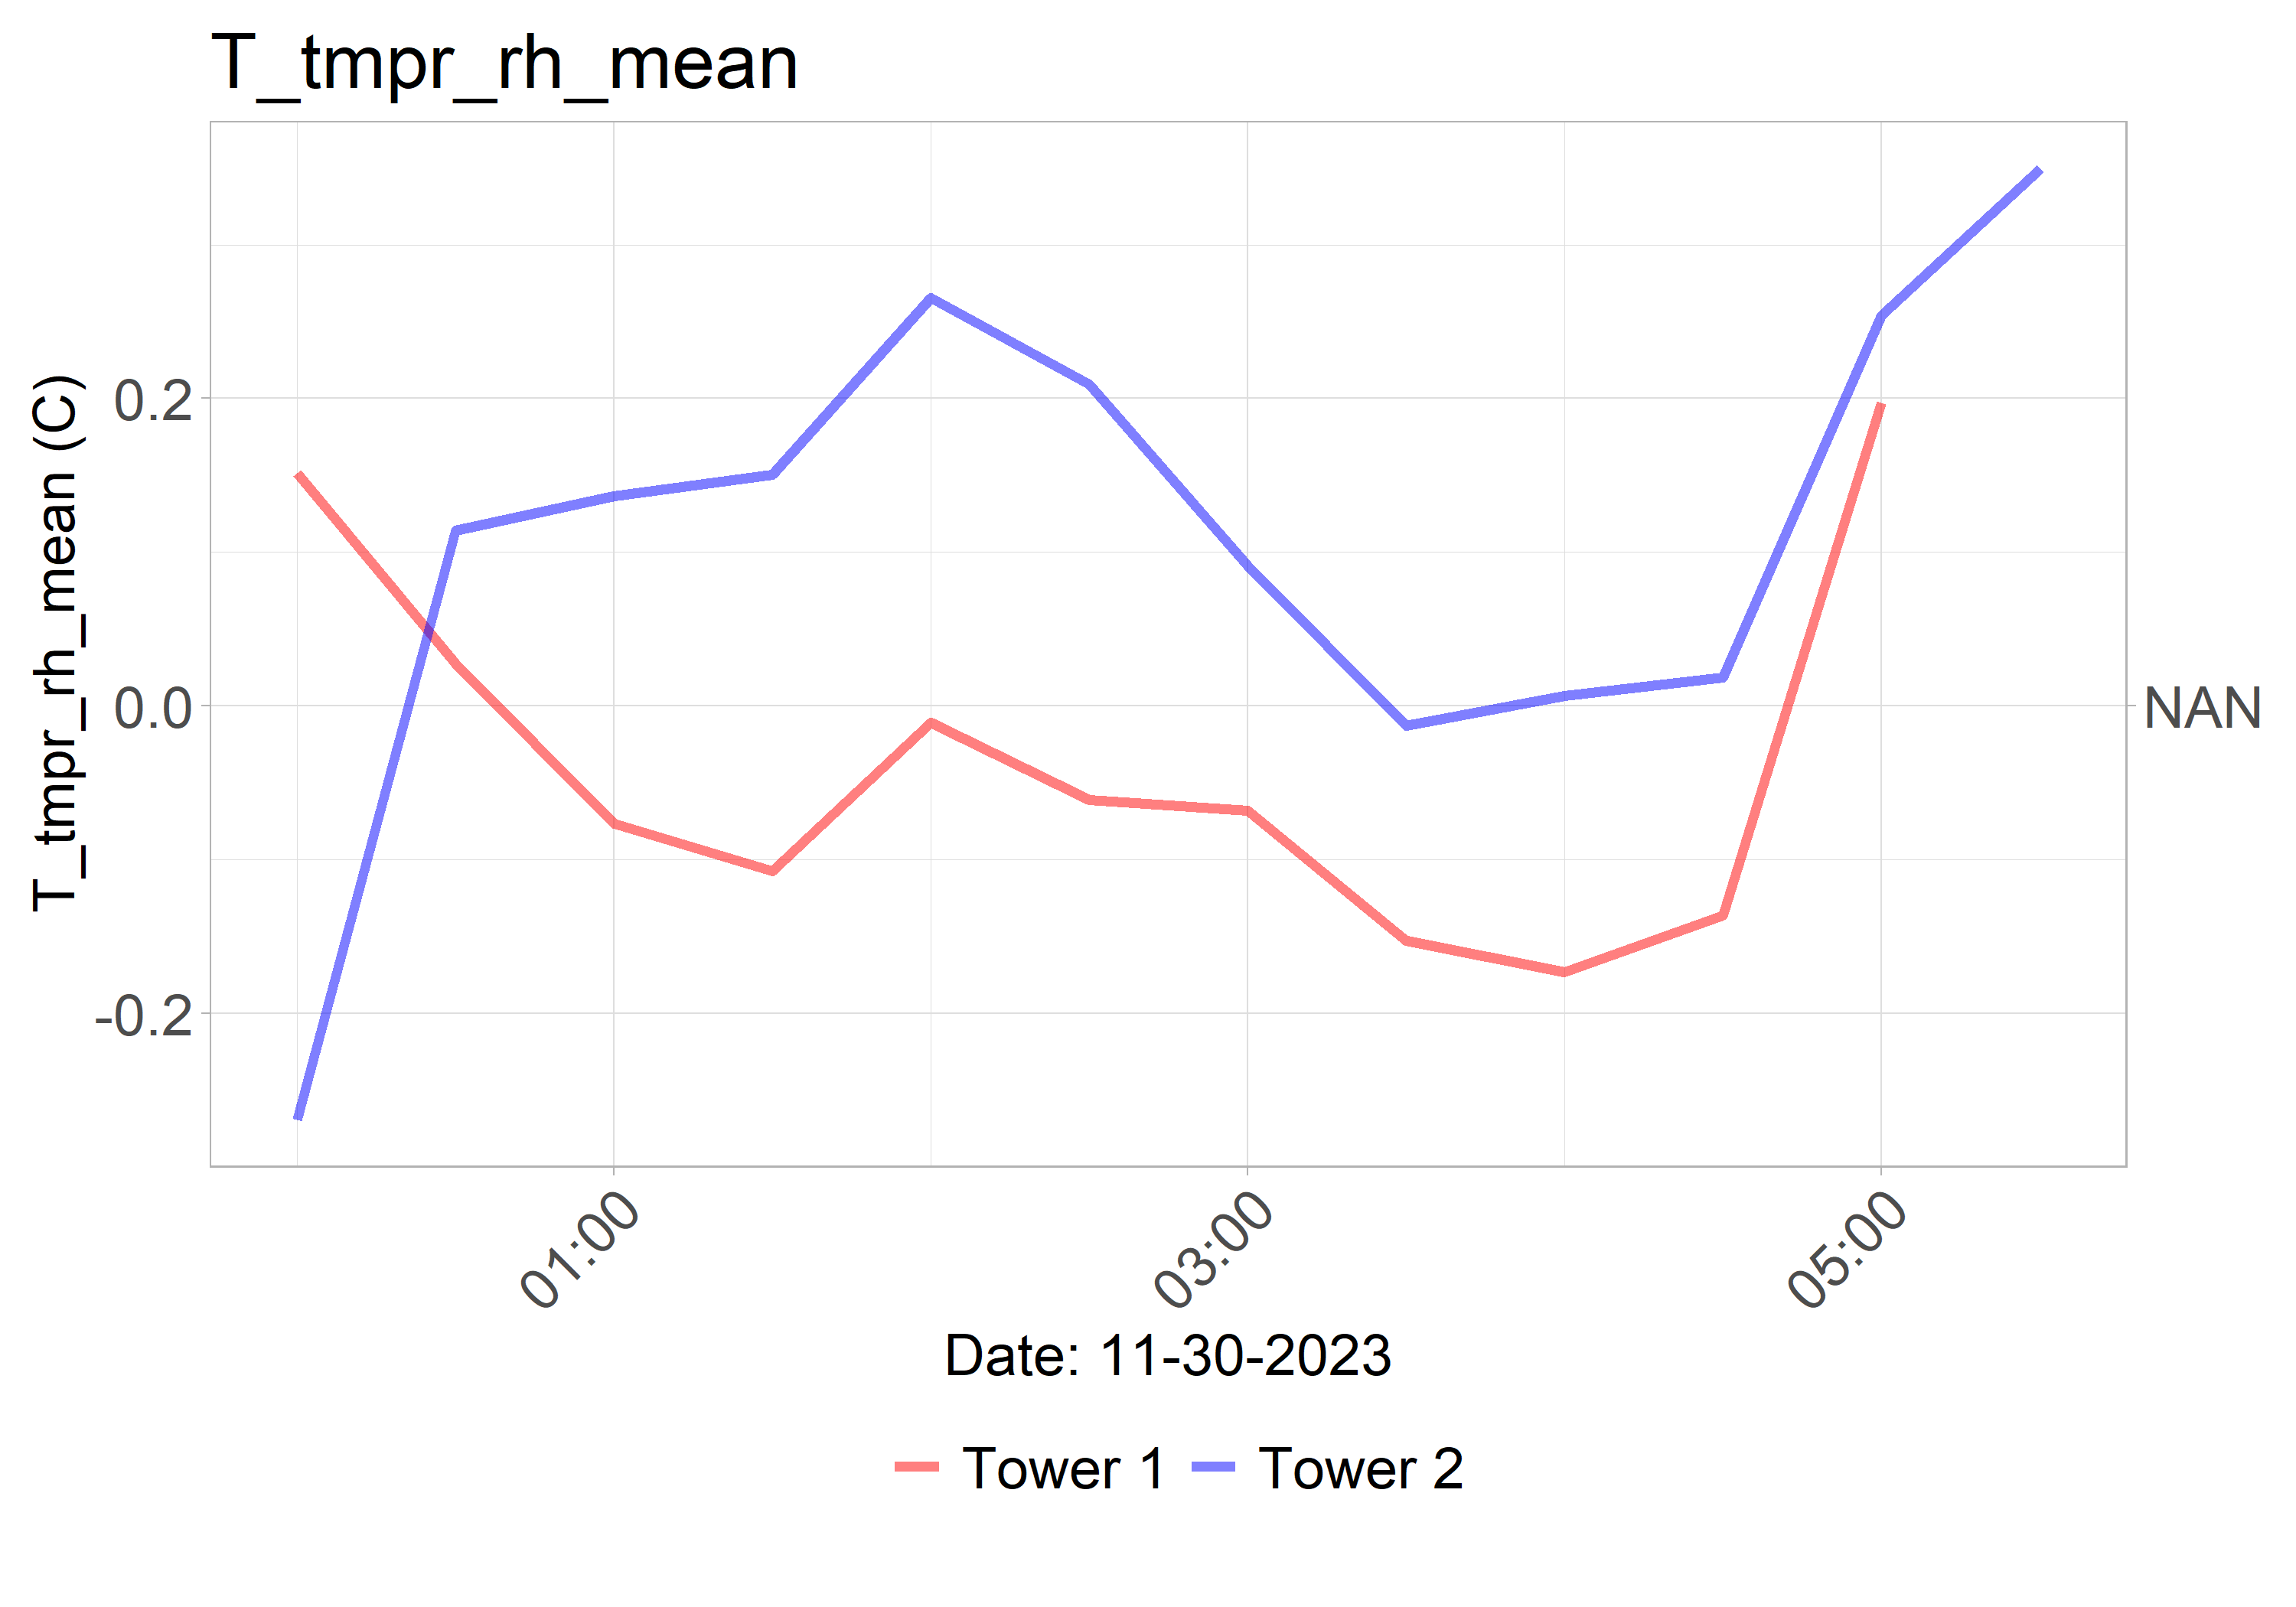 T_tmpr_rh_mean
T_tmpr_rh_mean (C)
0.2
0.0
-0.2
NAN
01:00
03:00
05:00
Date: 11-30-2023
Tower 1
Tower 2